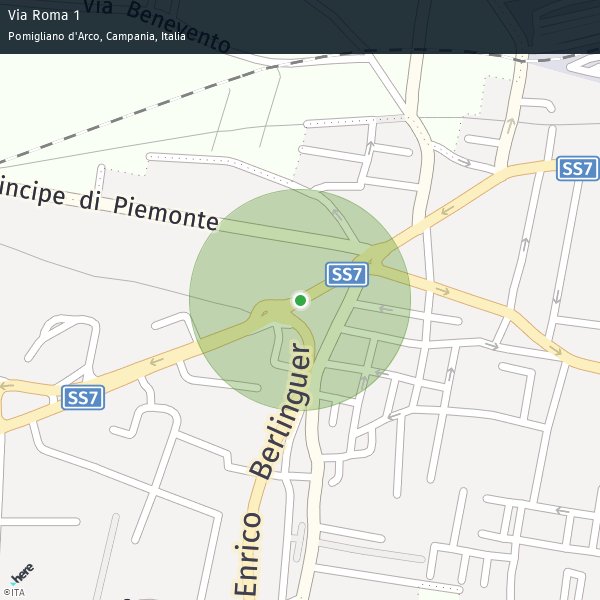 Via Roma 1
Via Benevento
Pomigliano d'Arco, Campania, Italia
SS7
incipe di Piemonte
SS7
SS7
Enrico Berlinguer
here
©ITA